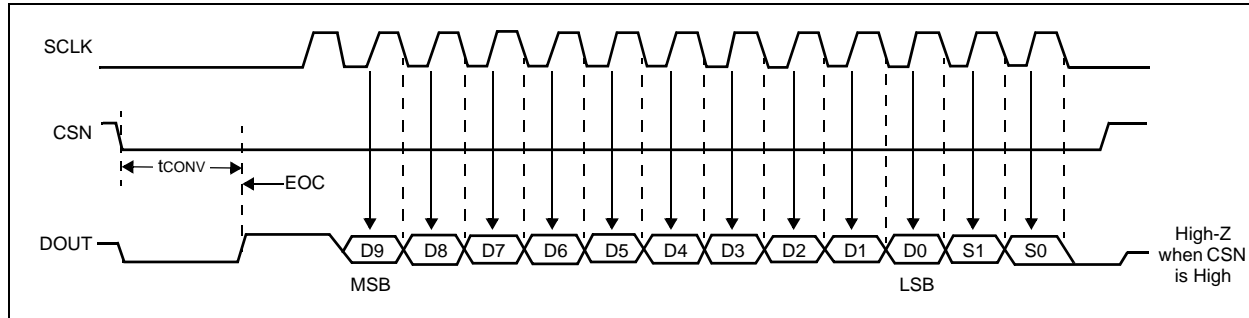 SCLK
CSN
tCONV
EOC
DOUT
D9 D8 D7 D6 D5 D4 D3 D2 D1 D0 S1 S0
MSB
LSB
High-Z
when CSN
is High